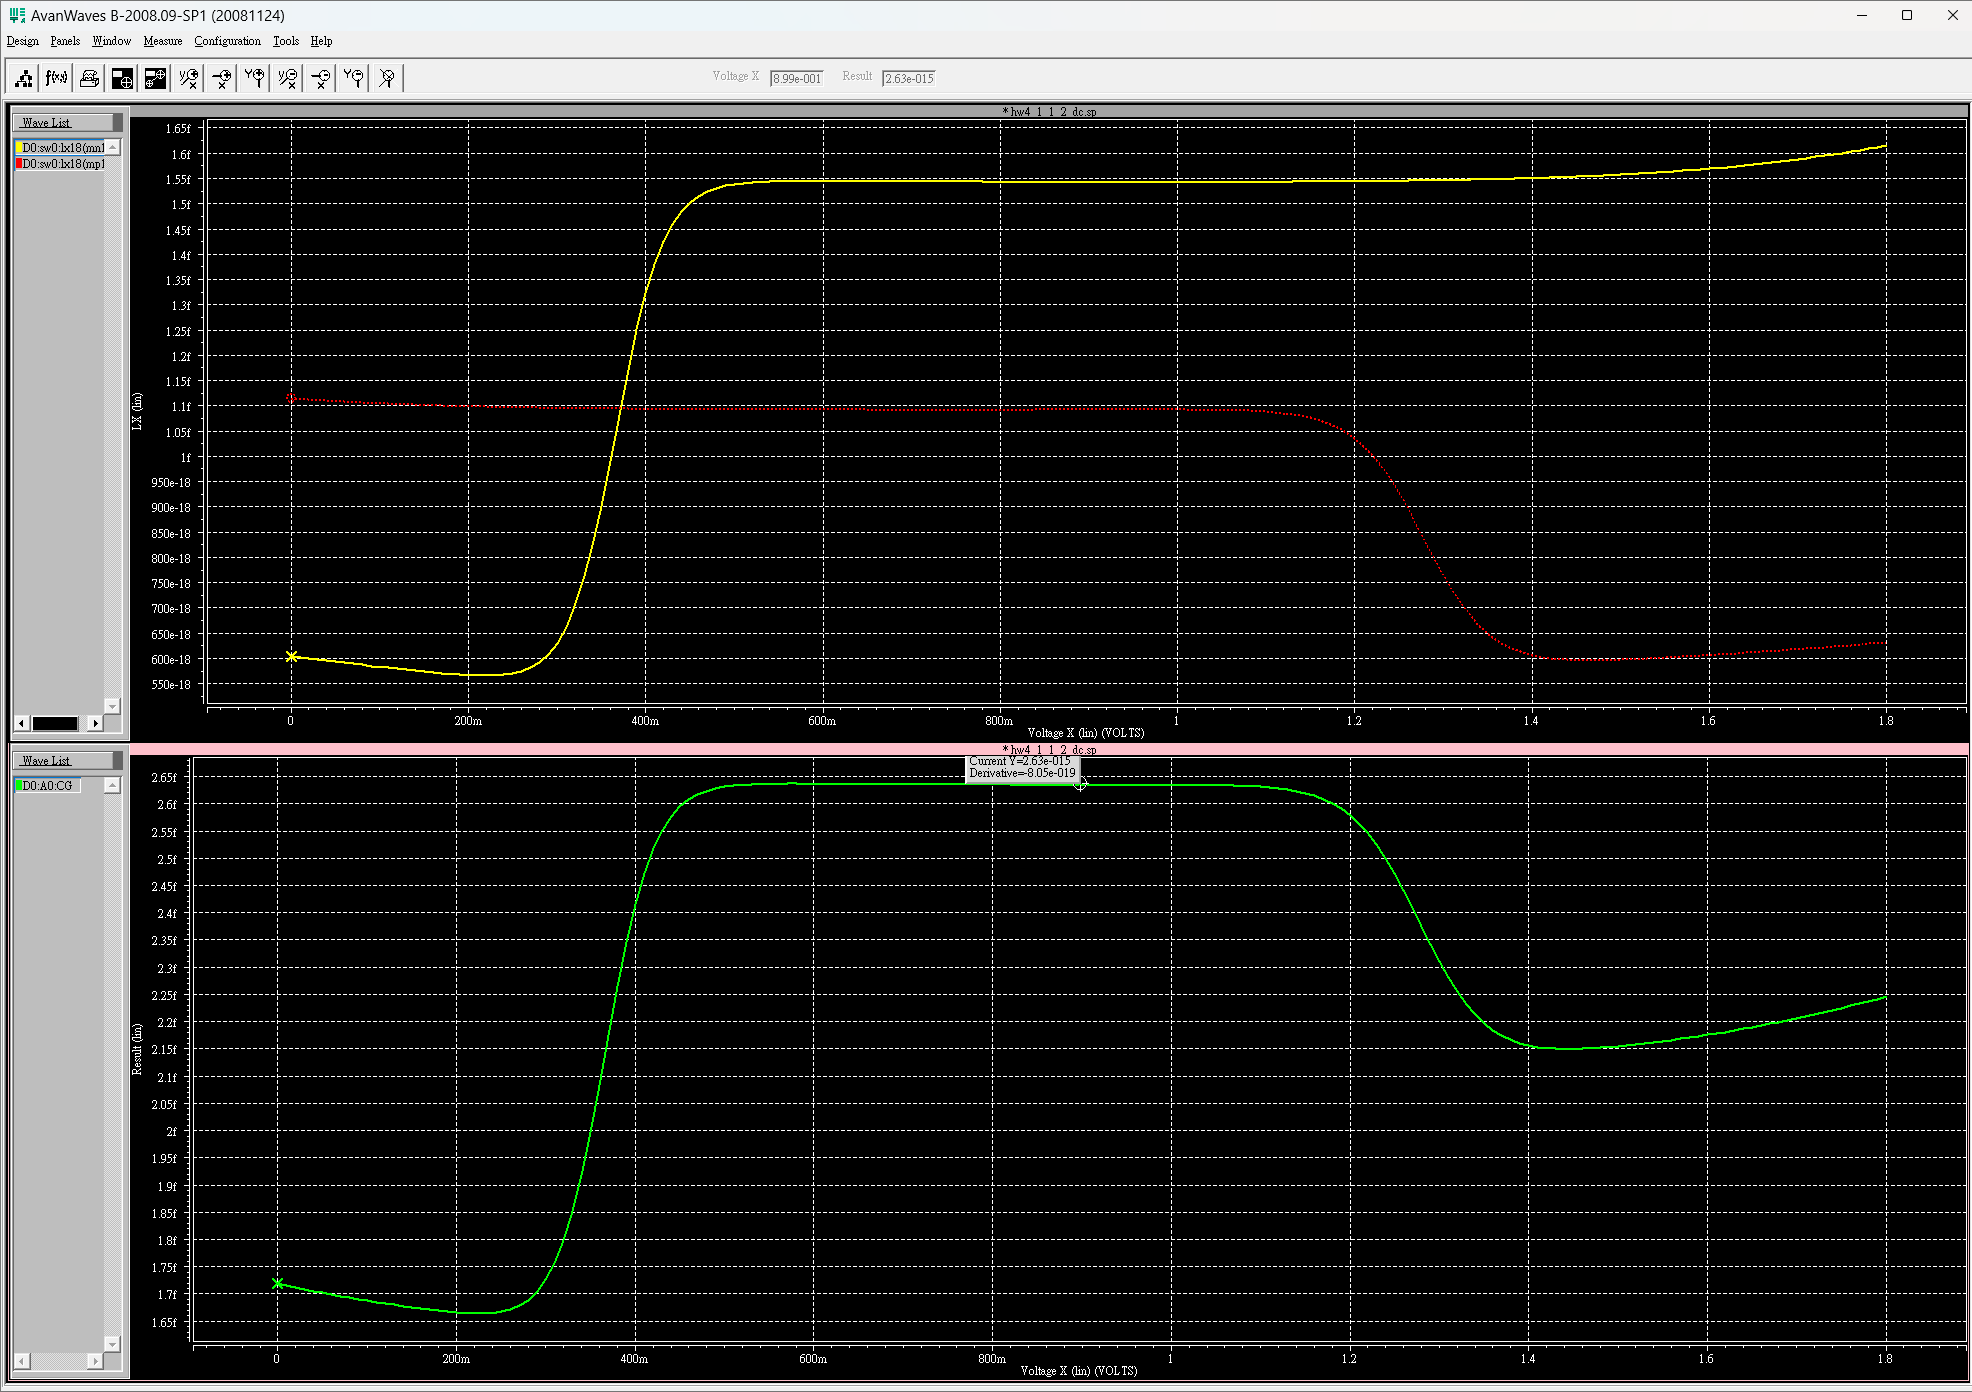 AvanWaves B-2008.09-SP1 (20081124)
Design Panels Window Measure Configuration Tools Help
f(x) Voltage X 8.99e-001 Result 2.63e-015
* hw4_1_1_2_dc.sp
Wave List
D0:sw0:lx18(mn1
D0:sw0:lx18(mp1
LX (lin)
1.65f
1.6f
1.55f
1.5f
1.45f
1.4f
1.35f
1.3f
1.25f
1.2f
1.15f
1.1f
1.05f
1f
950e-18
900e-18
850e-18
800e-18
750e-18
700e-18
650e-18
600e-18
550e-18
0 200m 400m 600m 800m 1 1.2 1.4 1.6 1.8
Voltage X (lin) (VOLTS)
* hw4_1_1_2_dc.sp
Wave List
D0:A0:CG
Current Y=2.63e-015
Derivative=-8.05e-019
Result (lin)
2.65f
2.6f
2.55f
2.5f
2.45f
2.4f
2.35f
2.3f
2.25f
2.2f
2.15f
2.1f
2.05f
2f
1.95f
1.9f
1.85f
1.8f
1.75f
1.7f
1.65f
0 200m 400m 600m 800m 1 1.2 1.4 1.6 1.8
Voltage X (lin) (VOLTS)